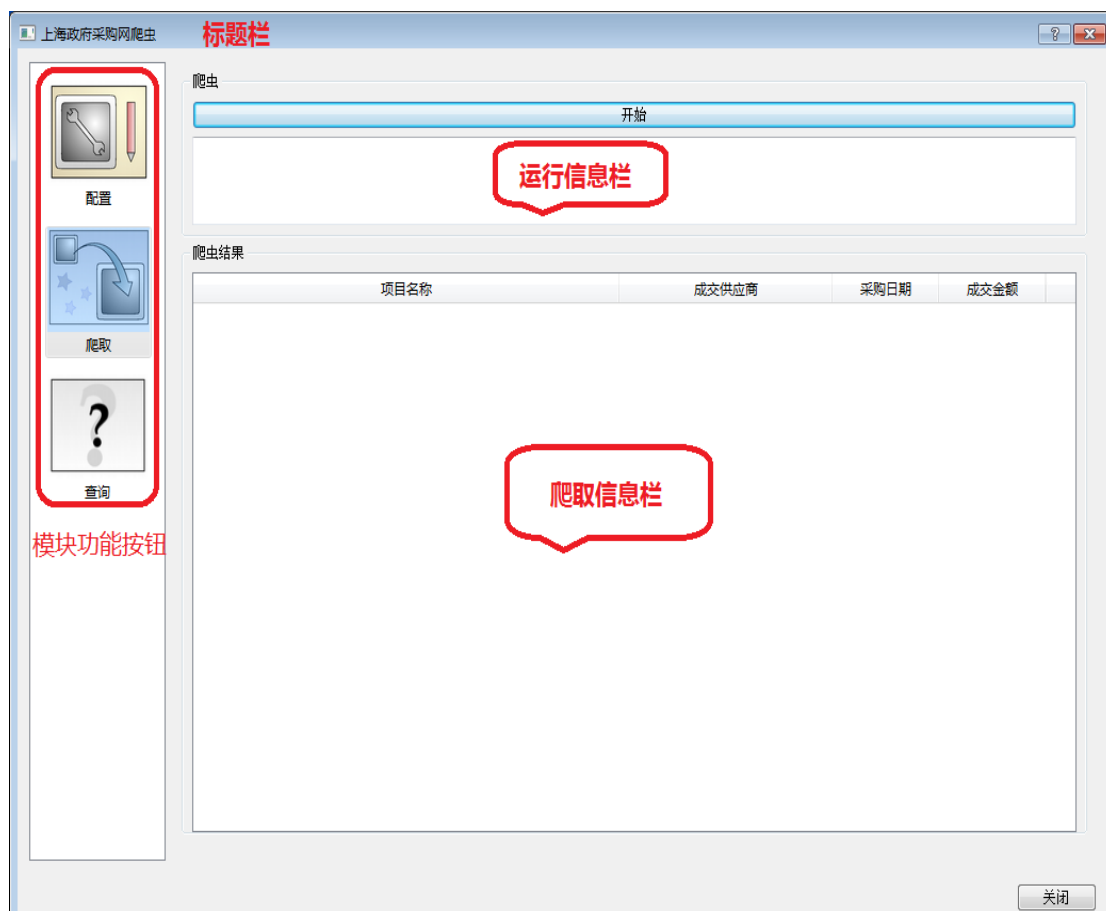 上海政府采购网爬虫
标题栏
配置
爬取
查询
模块功能按钮
爬虫
开始
运行信息栏
爬虫结果
项目名称 成交供应商 采购日期 成交金额
爬取信息栏
关闭